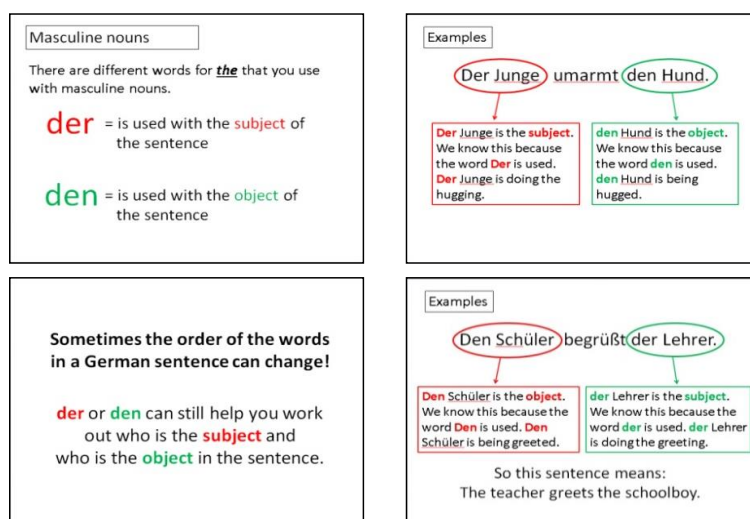 Masculine nouns
There are different words for the that you use
with masculine nouns.
der = is used with the subject of
the sentence
den = is used with the object of
the sentence
Examples
Der Junge umarmt den Hund.
Der Junge is the subject.
We know this because
the word Der is used.
Der Junge is doing the
hugging.
den Hund is the object.
We know this because
the word den is used.
den Hund is being
hugged.
Sometimes the order of the words
in a German sentence can change!
der or den can still help you work
out who is the subject and
who is the object in the sentence.
Examples
Den Schüler begrüßt der Lehrer.
Den Schüler is the object.
We know this because the
word Den is used. Den
Schüler is being greeted.
der Lehrer is the subject.
We know this because the
word der is used. der Lehrer
is doing the greeting.
So this sentence means:
The teacher greets the schoolboy.